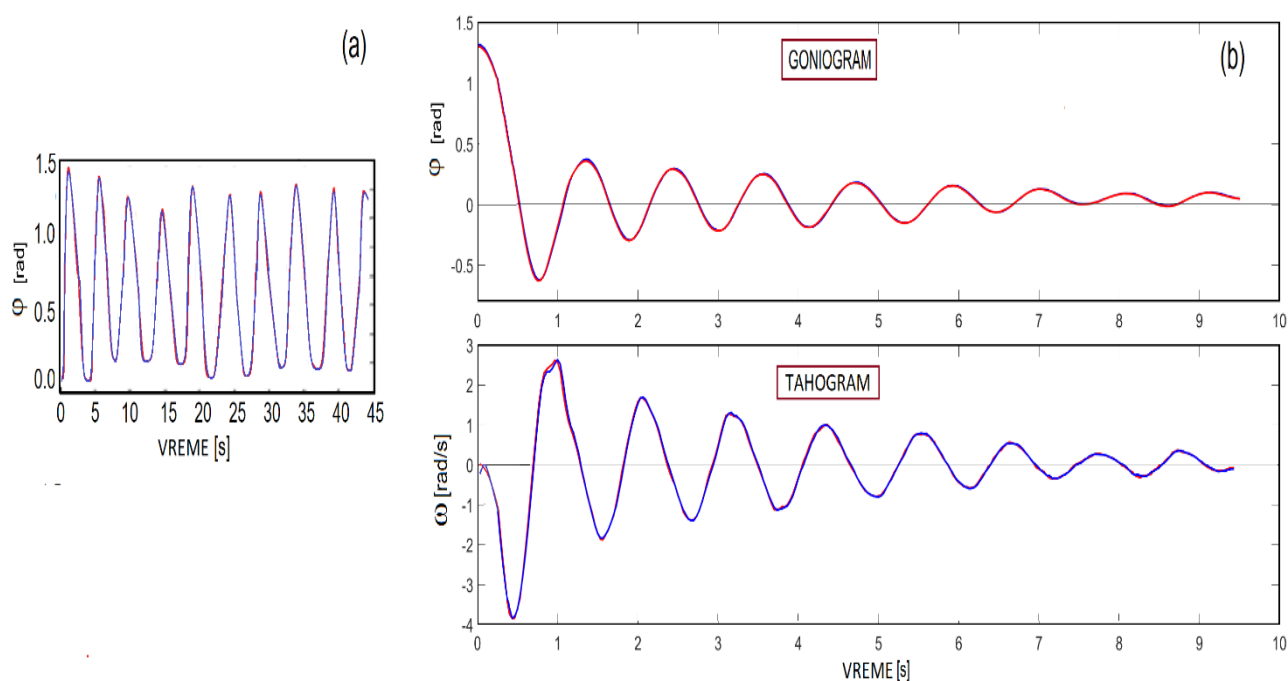 (a)
φ [rad]
1.5
1.0
0.5
0.0
0 5 10 15 20 25 30 35 40 45
VREME [s]
(b)
GONIOGRAM
φ [rad]
1.5
1
0.5
0
-0.5
0 1 2 3 4 5 6 7 8 9 10
TAHOGRAM
ω [rad/s]
3
2
1
0
-1
-2
-3
-4
0 1 2 3 4 5 6 7 8 9 10
VREME [s]